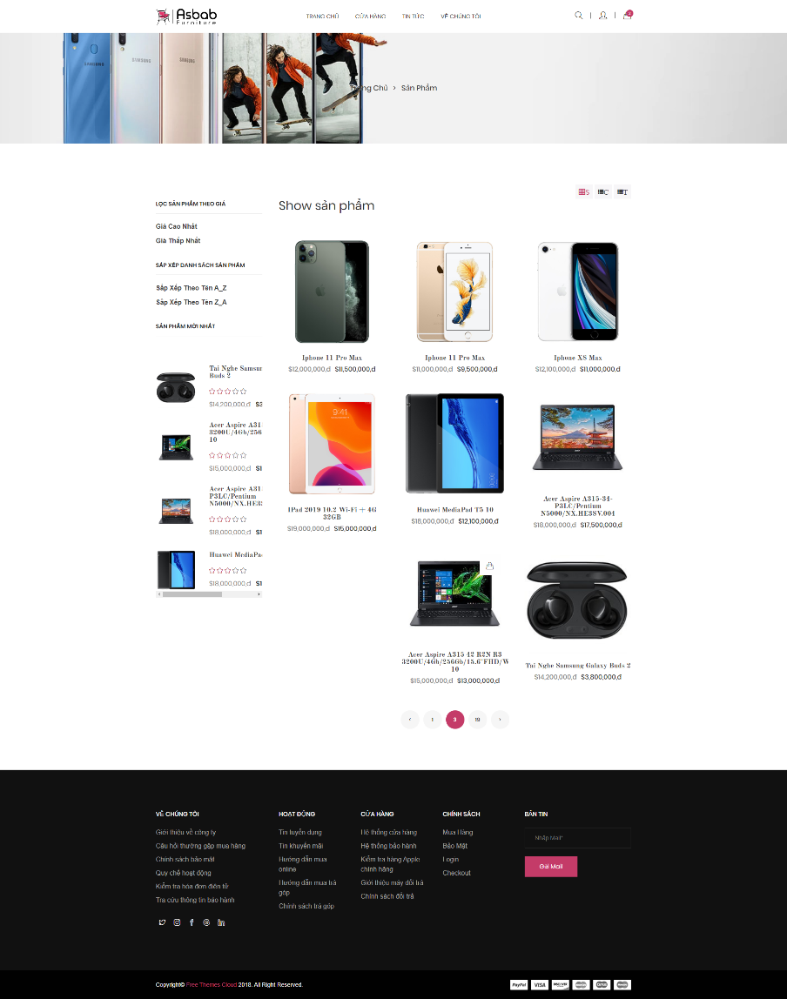 Asbab
Furniture
TRANG CHỦ
CỬA HÀNG
TIN TỨC
VỀ CHÚNG TÔI
2
SAMSUNG
SAMSUNG
SAMSUNG
Trang Chủ
Sản Phẩm
S
C
T
LỌC SẢN PHẨM THEO GIÁ
Giá Cao Nhất
Giá Thấp Nhất
SẮP XẾP DANH SÁCH SẢN PHẨM
Sắp Xếp Theo Tên A_Z
Sắp Xếp Theo Tên Z_A
SẢN PHẨM MỚI NHẤT
Tai Nghe Samsun
Buds 2
$14,200,000,đ $3
Acer Aspire A31
3200U/4Gb/256
10
$15,000,000,đ $1
Acer Aspire A31
P3LC/Pentium
N5000/NX.HE3S
$18,000,000,đ $1
Huawei MediaPa
$18,000,000,đ $1
Show sản phẩm
Iphone 11 Pro Max
$12,000,000,đ $11,500,000,đ
Iphone 11 Pro Max
$11,000,000,đ $9,500,000,đ
Iphone XS Max
$12,100,000,đ $11,000,000,đ
9:41
IPad 2019 10.2 Wi-Fi + 4G
32GB
$19,000,000,đ $15,000,000,đ
Huawei MediaPad T5 10
$18,000,000,đ $12,100,000,đ
Acer Aspire A315-34-
P3LC/Pentium
N5000/NX.HE3SV.004
$18,000,000,đ $17,500,000,đ
Acer Aspire A315 42 R2N R3
3200U/4Gb/256Gb/15.6"FHD/W
10
$15,000,000,đ $13,000,000,đ
Tai Nghe Samsung Galaxy Buds 2
$14,200,000,đ $3,800,000,đ
1
3
19
VỀ CHÚNG TÔI
Giới thiệu về công ty
Câu hỏi thường gặp mua hàng
Chính sách bảo mật
Quy chế hoạt động
Kiểm tra hóa đơn điện tử
Tra cứu thông tin bảo hành
HOẠT ĐỘNG
Tin tuyển dụng
Tin khuyến mãi
Hướng dẫn mua
online
Hướng dẫn mua trả
góp
Chính sách trả góp
CỬA HÀNG
Hệ thống cửa hàng
Hệ thống bảo hành
Kiểm tra hàng Apple
chính hãng
Giới thiệu máy đổi trả
Chính sách đổi trả
CHÍNH SÁCH
Mua Hàng
Bảo Mật
Login
Checkout
BẢN TIN
Nhập Mail*
Gửi Mail
Copyright© Free Themes Cloud 2018. All Right Reserved.
PayPal
VISA
DISCOVER